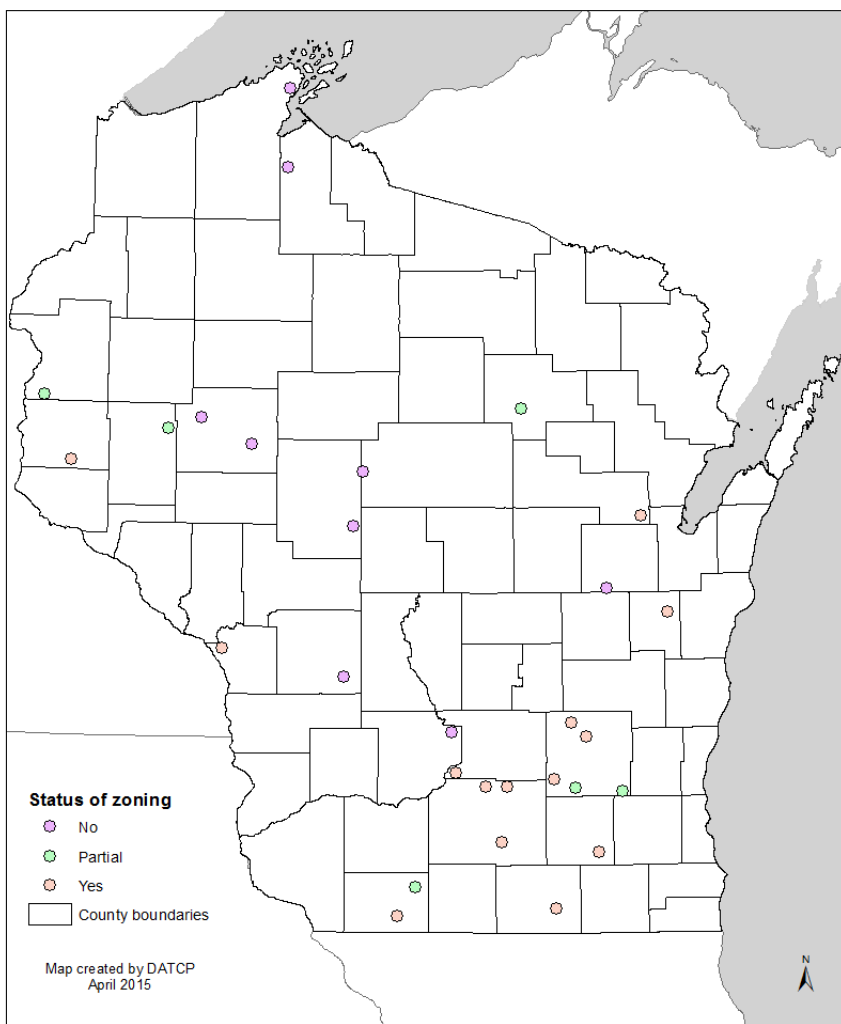 Status of zoning
No
Partial
Yes
County boundaries
Map created by DATCP
April 2015
N